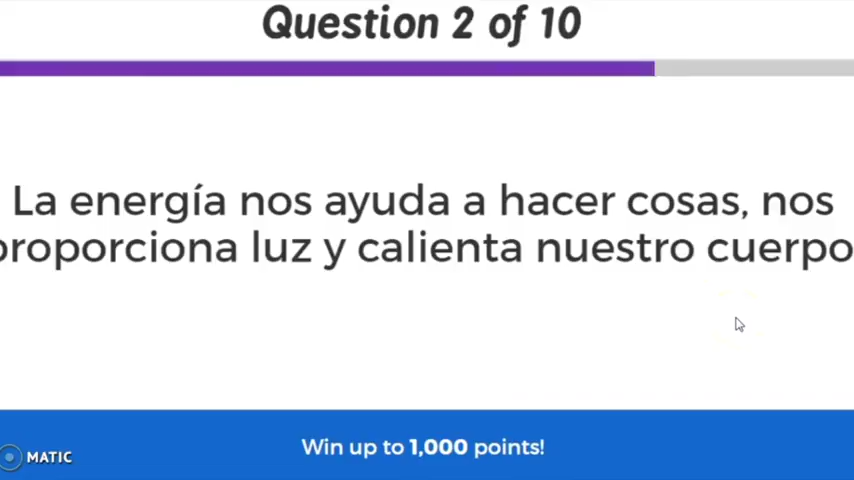 Question 2 of 10
La energía nos ayuda a hacer cosas, nos
proporciona luz y calienta nuestro cuerpo
Win up to 1,000 points!
MATIC